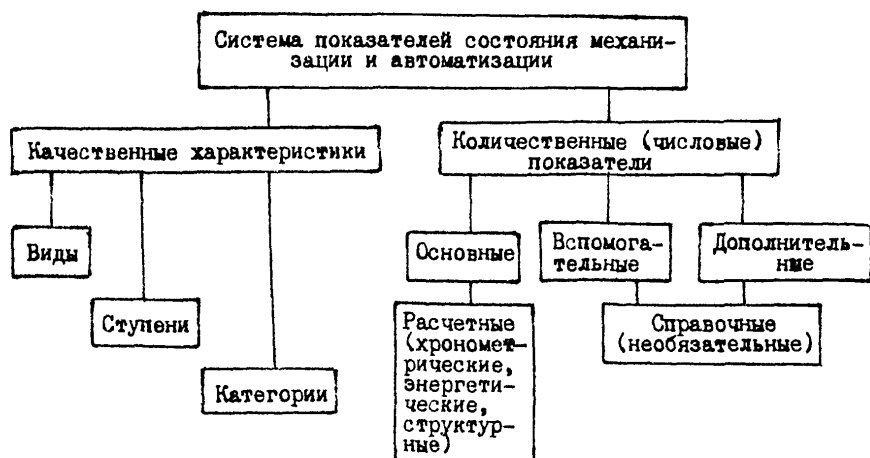 Система показателей состояния механи-
зации и автоматизации
Качественные характеристики
Количественные (числовые)
показатели
Виды
Ступени
Категории
Основные
Вспомога-
тельные
Дополнитель-
ные
Расчетные
(хрономет-
рические,
энергети-
ческие,
структур-
ные)
Справочные
(необязательные)